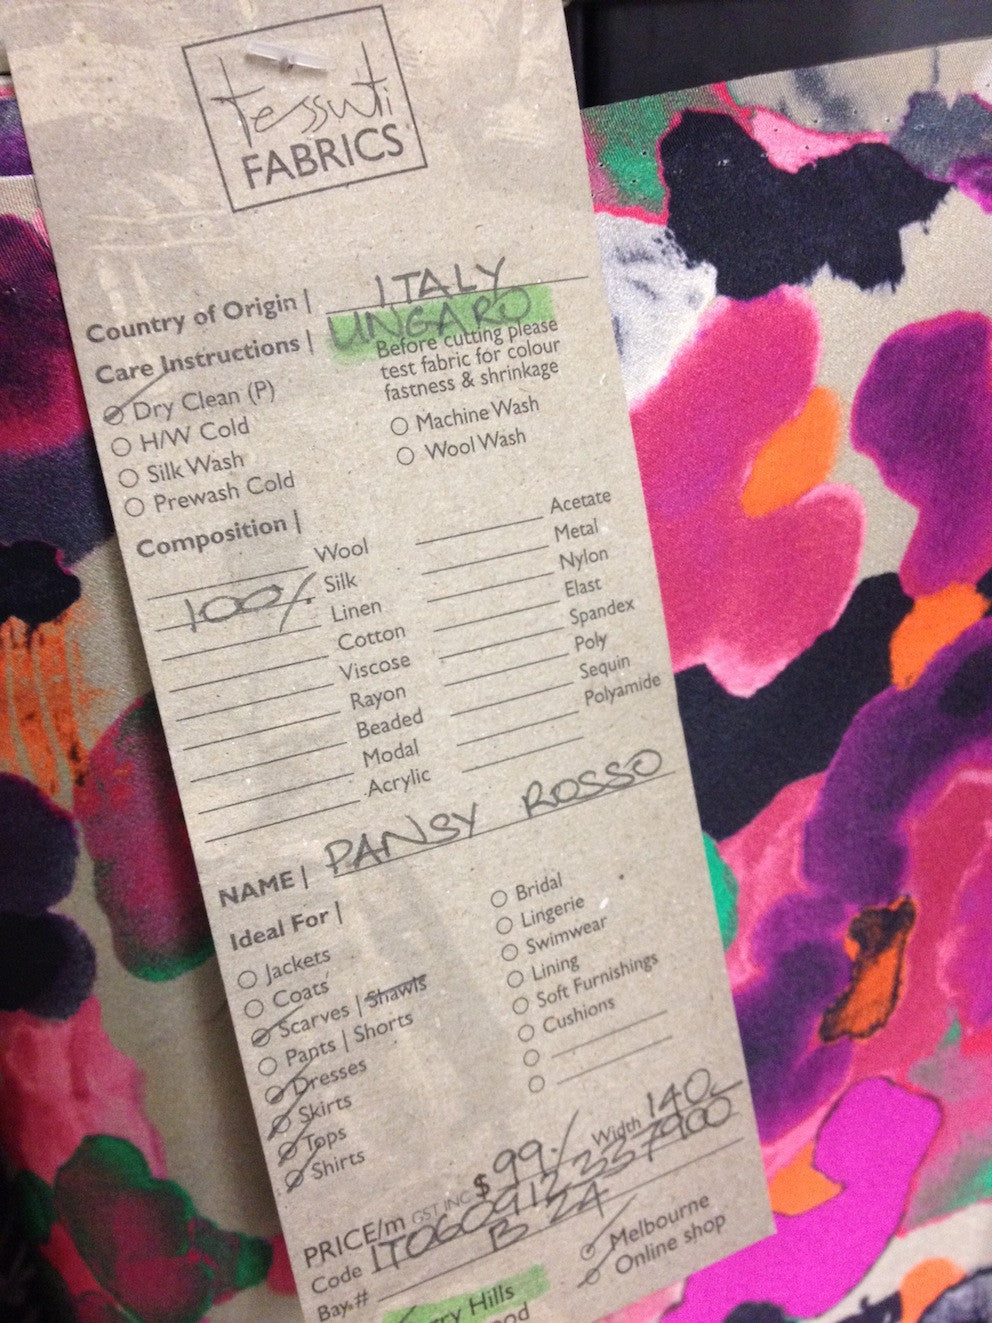 Tessuti
FABRICS
Country of Origin | ITALY
UNGARO
Care Instructions | Before cutting please
test fabric for colour
fastness & shrinkage
Dry Clean (P)
H/W Cold
Silk Wash
Prewash Cold
Machine Wash
Wool Wash
Composition |
Wool
100% Silk
Linen
Cotton
Viscose
Rayon
Beaded
Modal
Acrylic
Acetate
Metal
Nylon
Elast
Spandex
Poly
Sequin
Polyamide
NAME | PANSY ROSSO
Ideal For |
Jackets
Coats
Scarves | Shawls
Pants | Shorts
Dresses
Skirts
Tops
Shirts
Bridal
Lingerie
Swimwear
Lining
Soft Furnishings
Cushions
PRICE/m GST INC $ 99./ Width 140-
Code IT060912337900
Bay # B 2A
Melbourne
Online shop
Hills